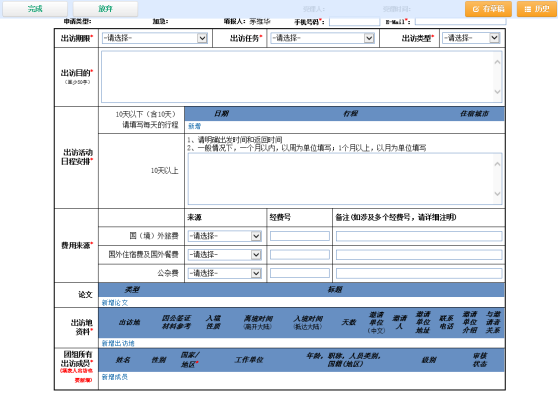 完成 放弃 存草稿 历史
申请类型： 加急： 填报人： 手机号码*： E-Mail*：
出访期限* -请选择- 出访任务* -请选择- 出访类型* -请选择-
出访目的*
(至少50字)
10天以下（含10天）
请填写每天的行程
日期 行程 住宿城市
新增
出访活动
日程安排*
10天以上
1、请明确出发时间和返回时间
2、一般情况下，一个月以内，以周为单位填写；1个月以上，以月为单位填写
来源 经费号 备注(如涉及多个经费号，请详细注明)
费用来源*
国（境）外旅费 -请选择-
国外住宿费及国外餐费 -请选择-
公杂费 -请选择-
论文 类型 标题
新增论文
出访地
资料*
出访地 因公签证
材料参考 入境
性质 离境时间
(离开大陆) 入境时间
(抵达大陆) 天数 邀请
单位
(中文) 邀请
人 邀请
单位
地址 联系
电话 邀请
单位
介绍 与邀
请者
关系
新增出访地
团组所有
出访成员*
姓名 性别 国家/
地区* 工作单位 年龄，职称，人员类别，
国籍(地区) 级别 审核
状态
新增成员